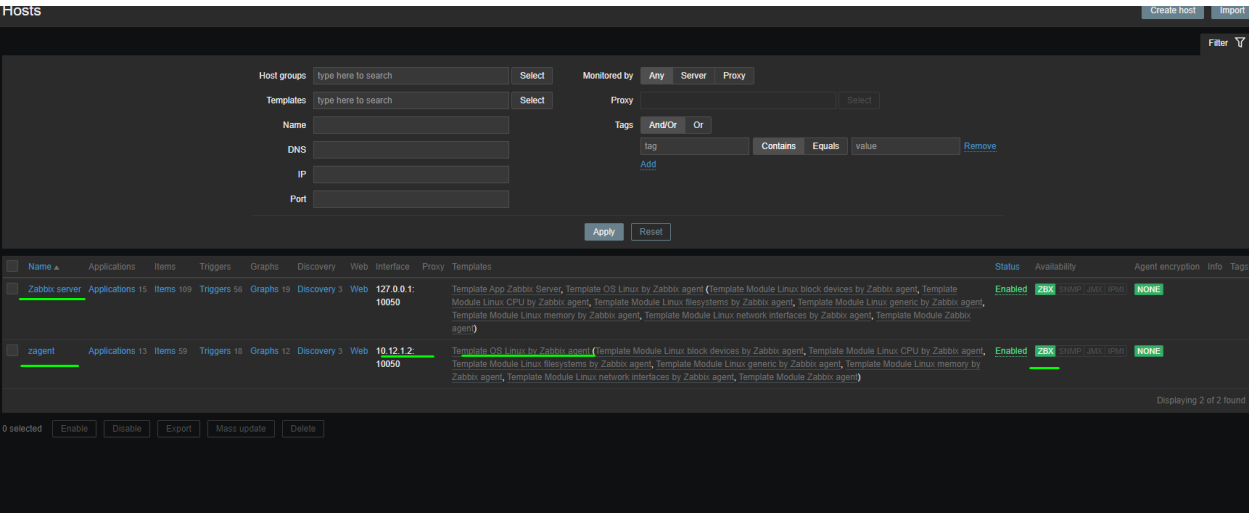 Hosts Create host Import
Filter
Host groups type here to search Select Monitored by Any Server Proxy
Templates type here to search Select Proxy Select
Name Tags And/Or Or
DNS tag Contains Equals value Remove
Add
IP
Port
Apply Reset
Name Applications Items Triggers Graphs Discovery Web Interface Proxy Templates Status Availability Agent encryption Info Tags
Zabbix server Applications 15 Items 109 Triggers 56 Graphs 19 Discovery 3 Web 127.0.0.1: Template App Zabbix Server, Template OS Linux by Zabbix agent (Template Module Linux block devices by Zabbix agent, Template Enabled ZBX SNMP JMX IPMI NONE
10050 Module Linux CPU by Zabbix agent, Template Module Linux filesystems by Zabbix agent, Template Module Linux generic by Zabbix agent,
Template Module Linux memory by Zabbix agent, Template Module Linux network interfaces by Zabbix agent, Template Module Zabbix
agent)
zagent Applications 13 Items 59 Triggers 18 Graphs 12 Discovery 3 Web 10.12.1.2: Template OS Linux by Zabbix agent (Template Module Linux block devices by Zabbix agent, Template Module Linux CPU by Zabbix agent, Enabled ZBX SNMP JMX IPMI NONE
10050 Template Module Linux filesystems by Zabbix agent, Template Module Linux generic by Zabbix agent, Template Module Linux memory by
Zabbix agent, Template Module Linux network interfaces by Zabbix agent, Template Module Zabbix agent)
Displaying 2 of 2 found
0 selected Enable Disable Export Mass update Delete